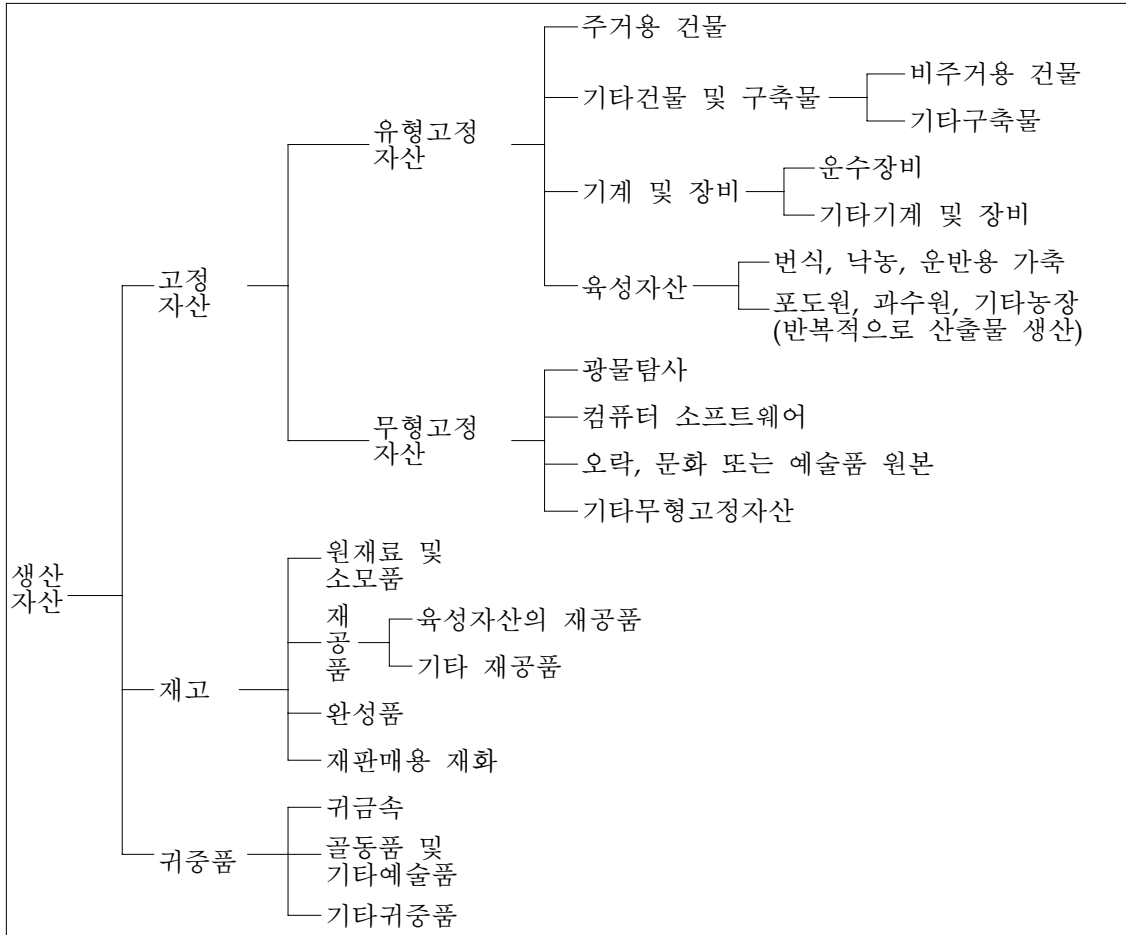 주거용 건물
비주거용 건물
기타건물 및 구축물
기타구축물
유형고정
자산
운수장비
기계 및 장비
기타기계 및 장비
번식, 낙농, 운반용 가축
고정
자산
육성자산
포도원, 과수원, 기타농장
(반복적으로 산출물 생산)
광물탐사
컴퓨터 소프트웨어
무형고정
자산
오락, 문화 또는 예술품 원본
기타무형고정자산
원재료 및
소모품
생산
자산
재
공
품
육성자산의 재공품
기타 재공품
재고
완성품
재판매용 재화
귀금속
귀중품
골동품 및
기타예술품
기타귀중품